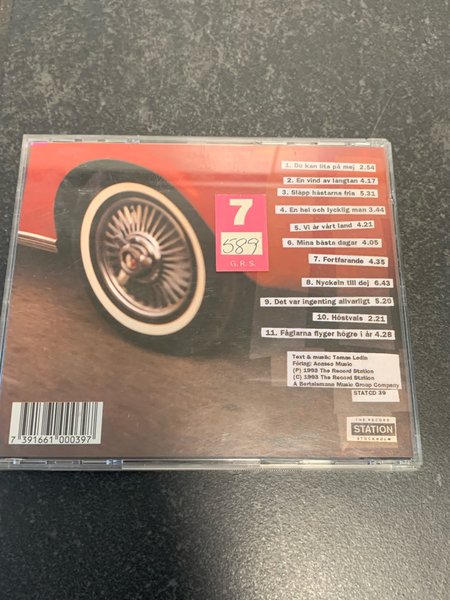 1. Du kan lita på mej 2.54
2. En vind av längtan 4.17
3. Släpp hästarna fria 5.31
4. En hel och lycklig man 3.44
5. Vi är vårt land 4.21
6. Mina bästa dagar 4.05
7. Fortfarande 4.35
8. Nyckeln till dej 6.43
9. Det var ingenting allvarligt 5.20
10. Höstvals 2.21
11. Fåglarna flyger högre i år 4.28
7
589
G.R.S.
Text & musik: Tomas Ledin
Förlag: Acaseo Music
(P) 1993 The Record Station
(C) 1993 The Record Station
A Bertelsmann Music Group Company
STATCD 39
7 391661 000397
THE RECORD
STATION
STOCKHOLM